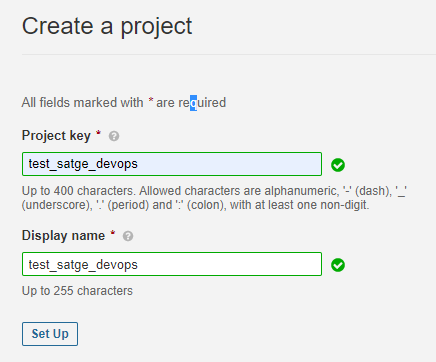 Create a project
All fields marked with * are required
Project key *
test_satge_devops
Up to 400 characters. Allowed characters are alphanumeric, '-' (dash), '_'
(underscore), '.' (period) and ':' (colon), with at least one non-digit.
Display name *
test_satge_devops
Up to 255 characters
Set Up